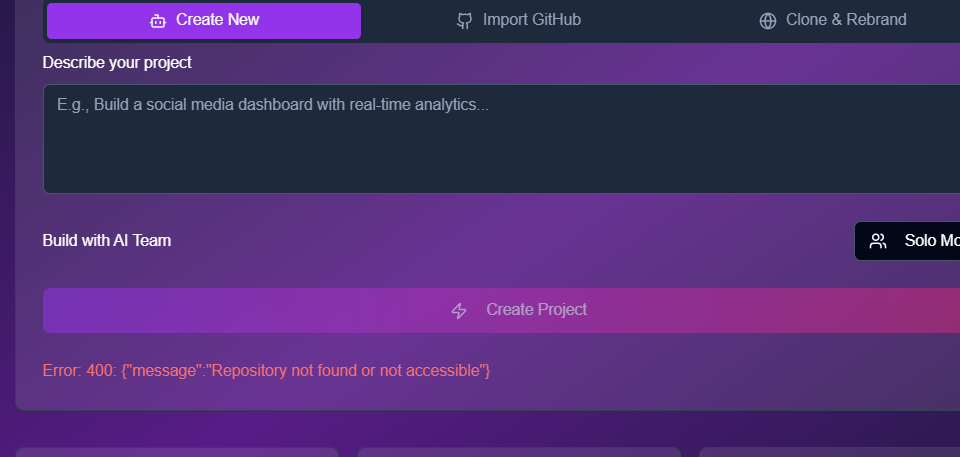 Create New
Import GitHub
Clone & Rebrand
Describe your project
E.g., Build a social media dashboard with real-time analytics...
Build with AI Team
Solo
Create Project
Error: 400: {"message":"Repository not found or not accessible"}